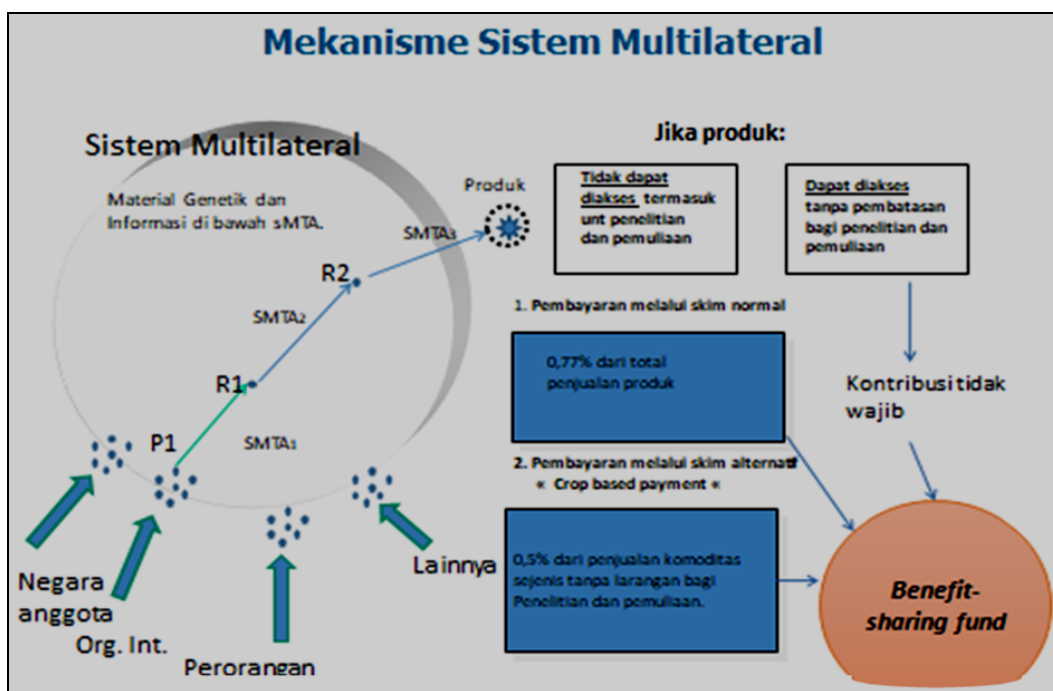 Mekanisme Sistem Multilateral
Sistem Multilateral
Material Genetik dan
Informasi di bawah sMTA.
P1
R1
R2
SMTA1
SMTA2
SMTA3
Produk
Negara
anggota
Org. Int.
Perorangan
Lainnya
Jika produk:
Tidak dapat
diakses termasuk
unt penelitian
dan pemuliaan
Dapat diakses
tanpa pembatasan
bagi penelitian dan
pemuliaan
1. Pembayaran melalui skim normal
0,77% dari total
penjualan produk
2. Pembayaran melalui skim alternatif
« Crop based payment «
0,5% dari penjualan komoditas
sejenis tanpa larangan bagi
Penelitian dan pemuliaan.
Kontribusi tidak
wajib
Benefit-
sharing fund